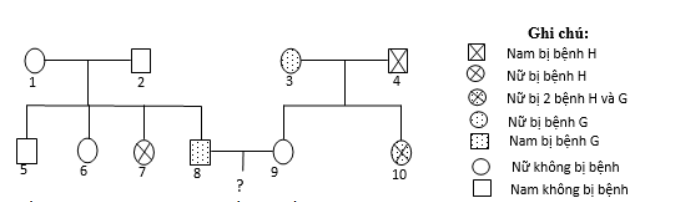 Ghi chú:
Nam bị bệnh H
Nữ bị bệnh H
Nữ bị 2 bệnh H và G
Nữ bị bệnh G
Nam bị bệnh G
Nữ không bị bệnh
Nam không bị bệnh
1 2 3 4
5 6 7 8 9 10
?